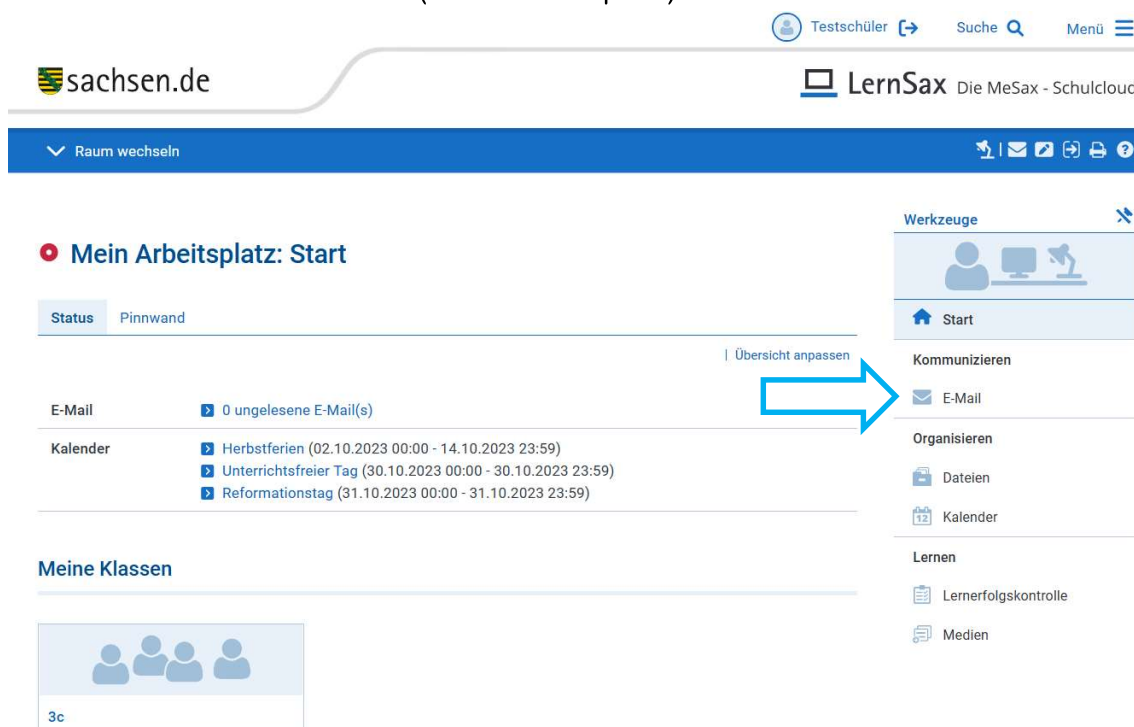 Testschüler Suche Menü
sachsen.de
LernSax Die MeSax - Schulcloud
Raum wechseln
Mein Arbeitsplatz: Start
Status Pinnwand
| Übersicht anpassen
E-Mail 0 ungelesene E-Mail(s)
Kalender Herbstferien (02.10.2023 00:00 - 14.10.2023 23:59)
Unterrichtsfreier Tag (30.10.2023 00:00 - 30.10.2023 23:59)
Reformationstag (31.10.2023 00:00 - 31.10.2023 23:59)
Meine Klassen
3c
Werkzeuge
Start
Kommunizieren
E-Mail
Organisieren
Dateien
12 Kalender
Lernen
Lernerfolgskontrolle
Medien